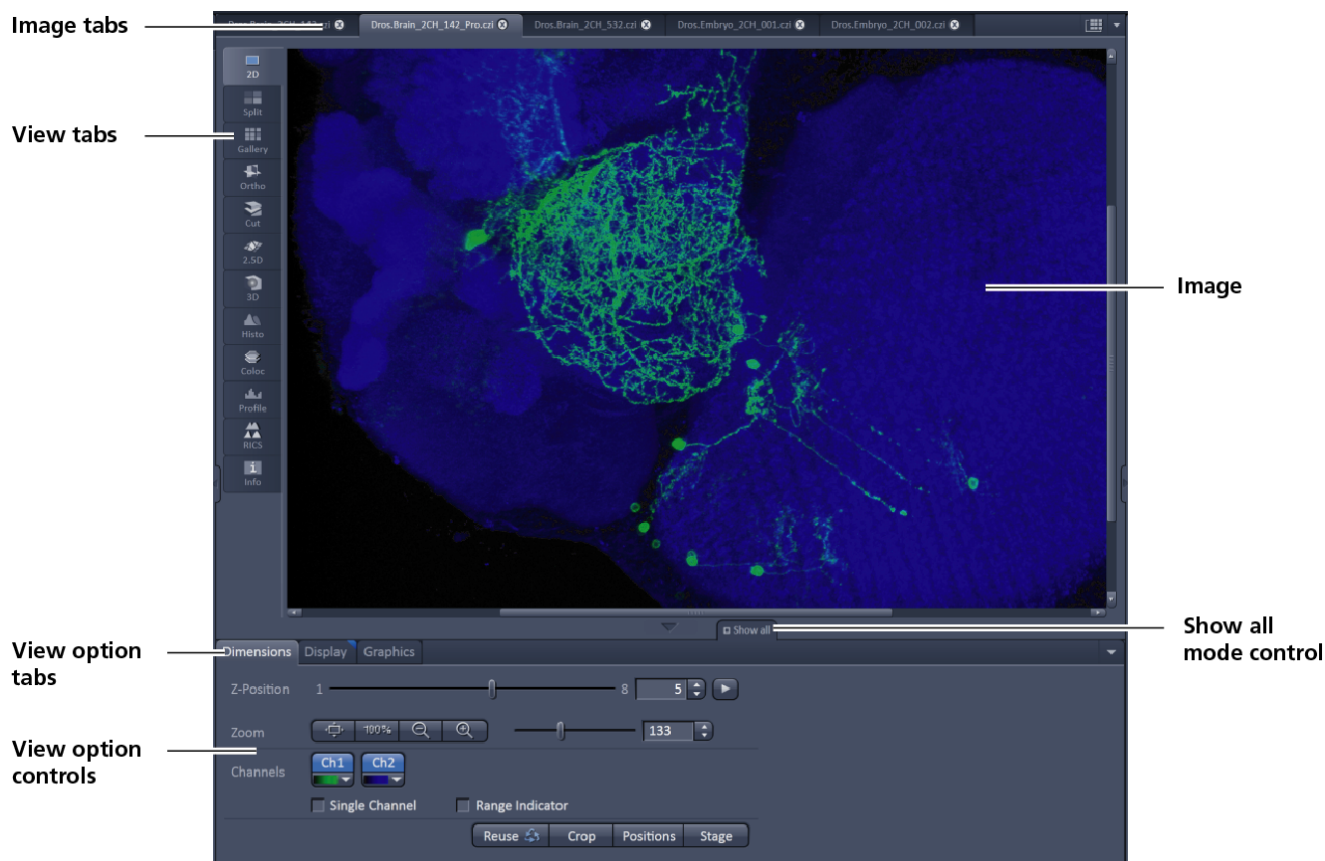 Image tabs
Dros.Brain_2CH_142.czi
Dros.Brain_2CH_142_Pro.czi
Dros.Brain_2CH_532.czi
Dros.Embryo_2CH_001.czi
Dros.Embryo_2CH_002.czi
2D
Split
View tabs
Gallery
Ortho
Cut
2.5D
3D
Image
Histo
Coloc
Profile
RICS
i
Info
Show all
Show all
mode control
View option
tabs
Dimensions Display Graphics
Z-Position 1 8 5
Zoom 100% 133
View option
controls
Channels Ch1 Ch2
Single Channel Range Indicator
Reuse Crop Positions Stage